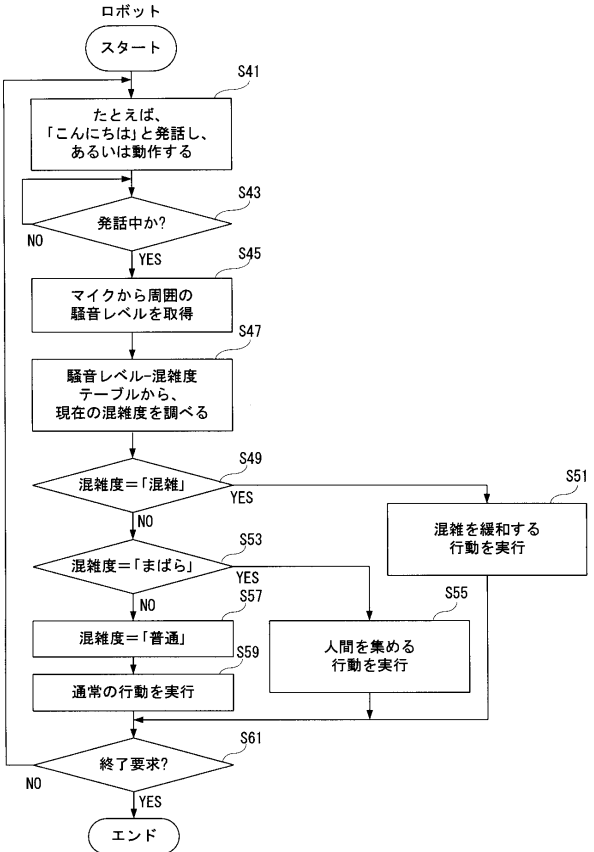 ロボット
スタート
S41
たとえば、
「こんにちは」と発話し、
あるいは動作する
S43
発話中か?
NO
YES
S45
マイクから周囲の
騒音レベルを取得
S47
騒音レベル-混雑度
テーブルから、
現在の混雑度を調べる
S49
混雑度=「混雑」
YES
NO
S51
混雑を緩和する
行動を実行
S53
混雑度=「まばら」
YES
NO
S55
人間を集める
行動を実行
S57
混雑度=「普通」
S59
通常の行動を実行
S61
終了要求?
NO
YES
エンド